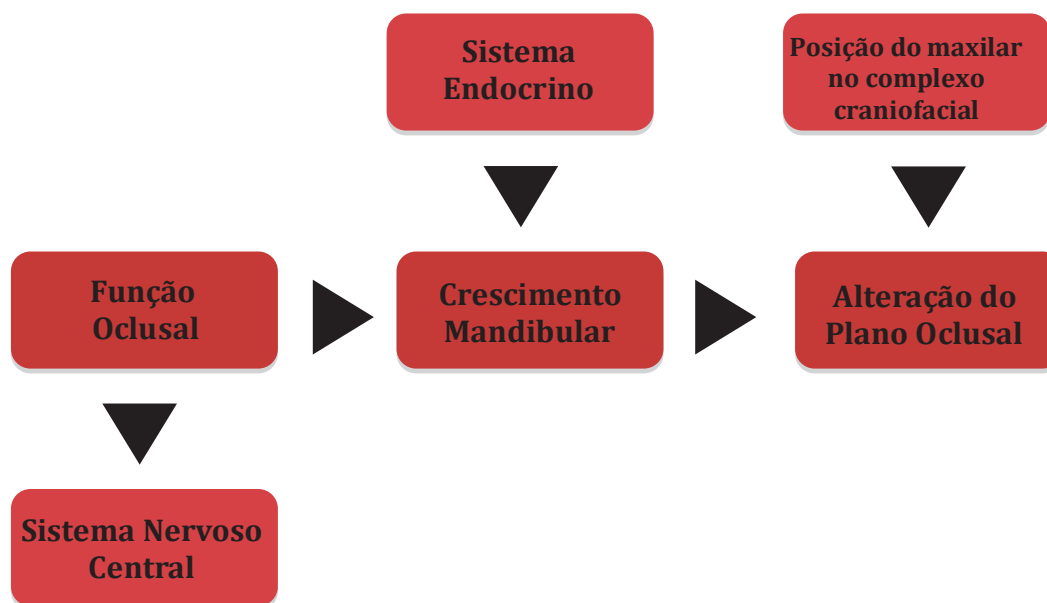 Sistema
Endocrino
Posição do maxilar
no complexo
craniofacial
Função
Oclusal
Crescimento
Mandibular
Alteração do
Plano Oclusal
Sistema Nervoso
Central